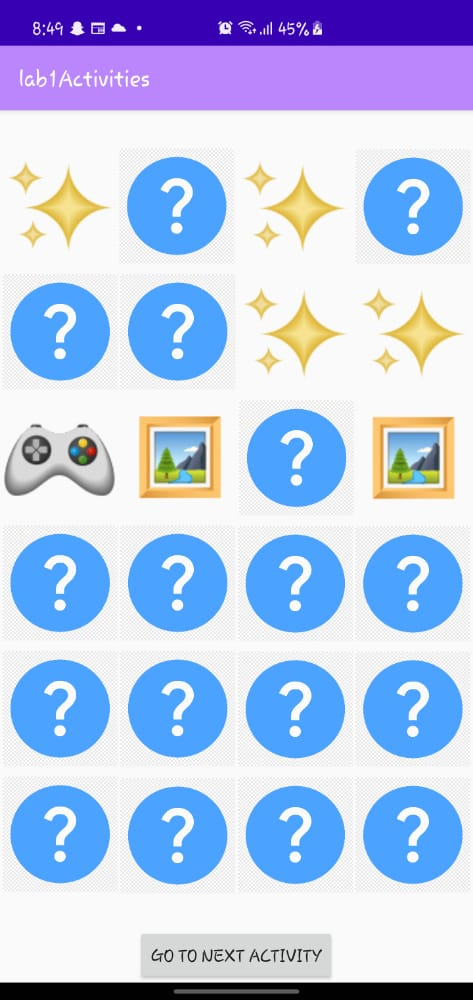 8:49 45%
lab1Activities
? ?
? ?
?
? ? ? ?
? ? ? ?
? ? ? ?
GO TO NEXT ACTIVITY